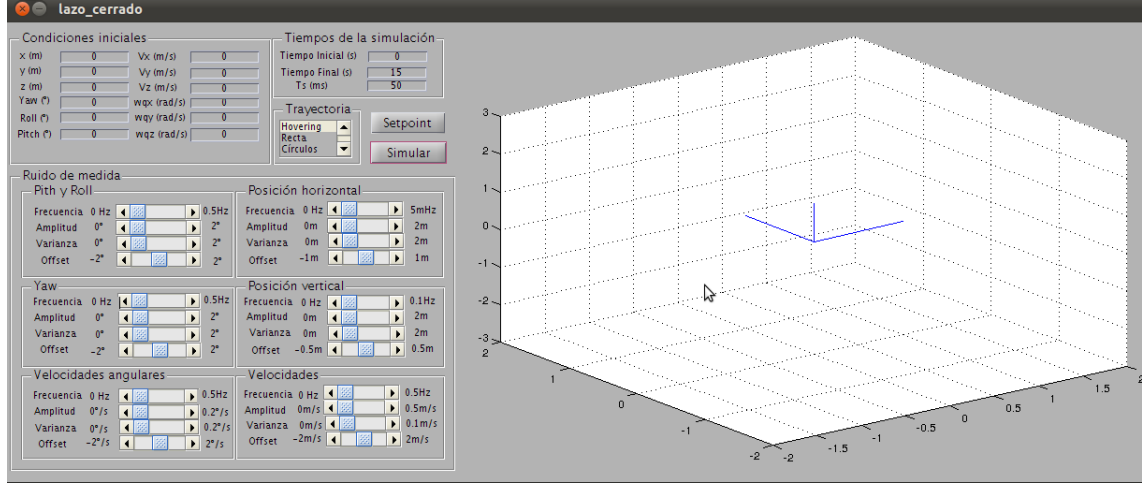 lazo_cerrado
Condiciones iniciales
x (m) 0 Vx (m/s) 0
y (m) 0 Vy (m/s) 0
z (m) 0 Vz (m/s) 0
Yaw (°) 0 wqx (rad/s) 0
Roll (°) 0 wqy (rad/s) 0
Pitch (°) 0 wqz (rad/s) 0
Tiempos de la simulación
Tiempo Inicial (s) 0
Tiempo Final (s) 15
Ts (ms) 50
Trayectoria
Hovering
Recta
Círculos
Setpoint
Simular
Ruido de medida
Pith y Roll
Frecuencia 0 Hz 0.5Hz
Amplitud 0° 2°
Varianza 0° 2°
Offset -2° 2°
Posición horizontal
Frecuencia 0 Hz 5mHz
Amplitud 0m 2m
Varianza 0m 2m
Offset -1m 1m
Yaw
Frecuencia 0 Hz 0.5Hz
Amplitud 0° 2°
Varianza 0° 2°
Offset -2° 2°
Posición vertical
Frecuencia 0 Hz 0.1Hz
Amplitud 0m 2m
Varianza 0m 2m
Offset -0.5m 0.5m
Velocidades angulares
Frecuencia 0 Hz 0.5Hz
Amplitud 0°/s 0.2°/s
Varianza 0°/s 0.2°/s
Offset -2°/s 2°/s
Velocidades
Frecuencia 0 Hz 0.5Hz
Amplitud 0m/s 0.5m/s
Varianza 0m/s 0.1m/s
Offset -2m/s 2m/s
3
2
1
0
-1
-2
-3
2
1
0
-1
-2
-2
-1.5
-1
-0.5
0
0.5
1
1.5
2